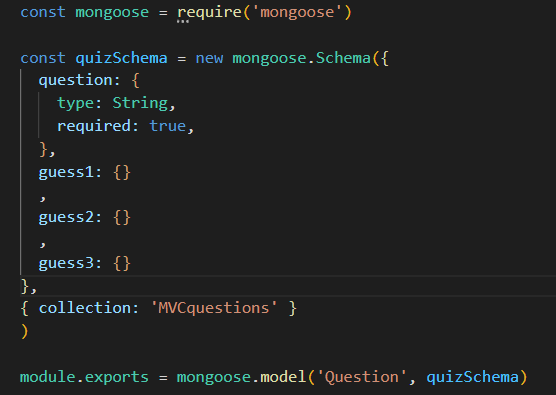 const mongoose = require('mongoose')
const quizSchema = new mongoose.Schema({
question: {
type: String,
required: true,
},
guess1: {}
,
guess2: {}
,
guess3: {}
},
{ collection: 'MVCquestions' }
)
module.exports = mongoose.model('Question', quizSchema)